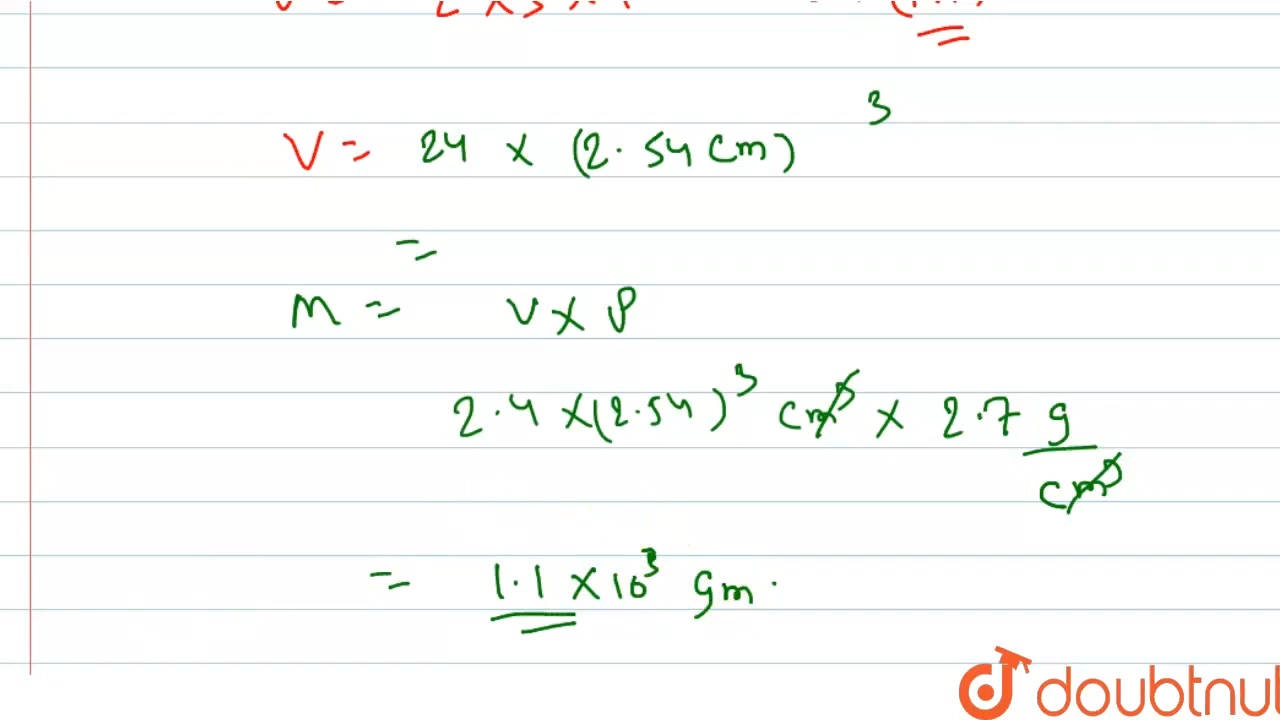 V = 24 x (2.54 cm)³
=
M = V x ρ
2.4 x (2.54)³ cm³ x 2.7 g/cm³
= 1.1 x 10³ gm.
doubtnut